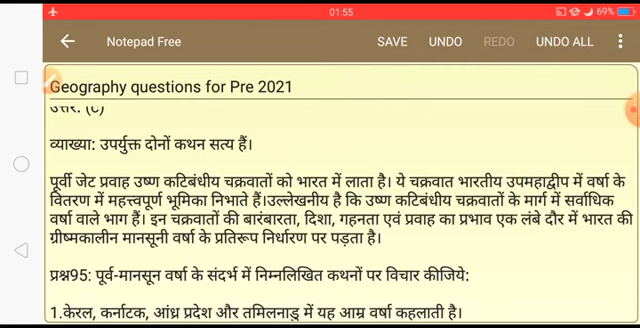 01:55
69%
Notepad Free SAVE UNDO REDO UNDO ALL
Geography questions for Pre 2021
उत्तर: (C)
व्याख्या: उपर्युक्त दोनों कथन सत्य हैं।
पूर्वी जेट प्रवाह उष्ण कटिबंधीय चक्रवातों को भारत में लाता है। ये चक्रवात भारतीय उपमहाद्वीप में वर्षा के
वितरण में महत्त्वपूर्ण भूमिका निभाते हैं।उल्लेखनीय है कि उष्ण कटिबंधीय चक्रवातों के मार्ग में सर्वाधिक
वर्षा वाले भाग हैं। इन चक्रवातों की बारंबारता, दिशा, गहनता एवं प्रवाह का प्रभाव एक लंबे दौर में भारत की
ग्रीष्मकालीन मानसूनी वर्षा के प्रतिरूप निर्धारण पर पड़ता है।
प्रश्न95: पूर्व-मानसून वर्षा के संदर्भ में निम्नलिखित कथनों पर विचार कीजिये:
1.केरल, कर्नाटक, आंध्र प्रदेश और तमिलनाडु में यह आम्र वर्षा कहलाती है।